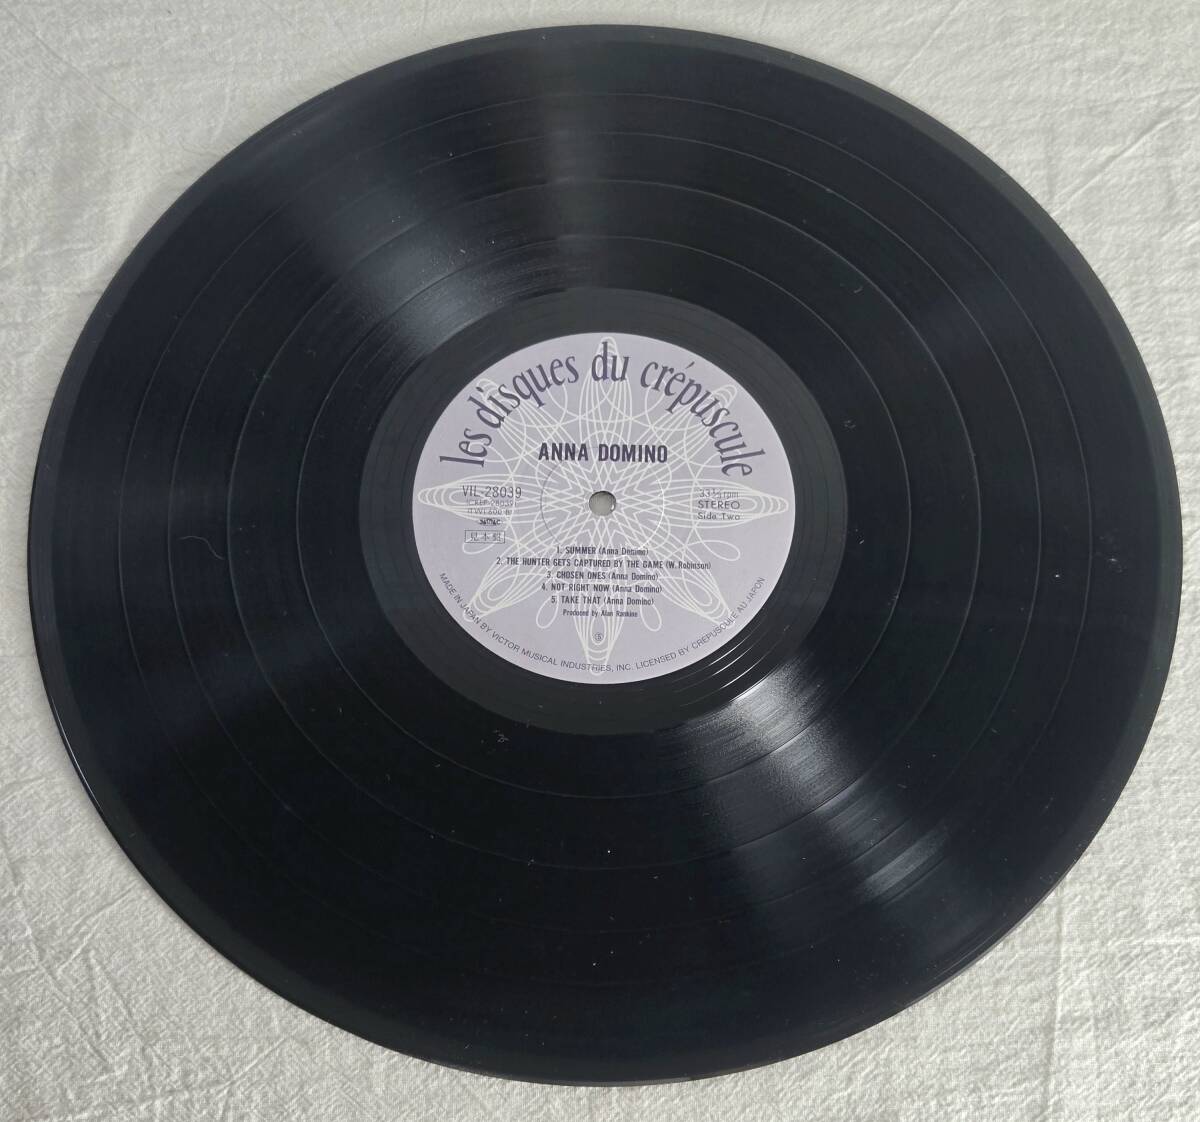 les disques du crépuscule
ANNA DOMINO
VIL-28039
(CREP-28039)
33⅓rpm
STEREO
Side Two
1. SUMMER (Anna Domino)
2. THE HUNTER GETS CAPTURED BY THE GAME (W. Robinson)
3. CHOSEN ONES (Anna Domino)
4. NOT RIGHT NOW (Anna Domino)
5. TAKE THAT (Anna Domino)
Produced by Alan Rankine
Ⓢ
MADE IN JAPAN BY VICTOR MUSICAL INDUSTRIES, INC. LICENSED BY CREPUSCULE AU JAPON